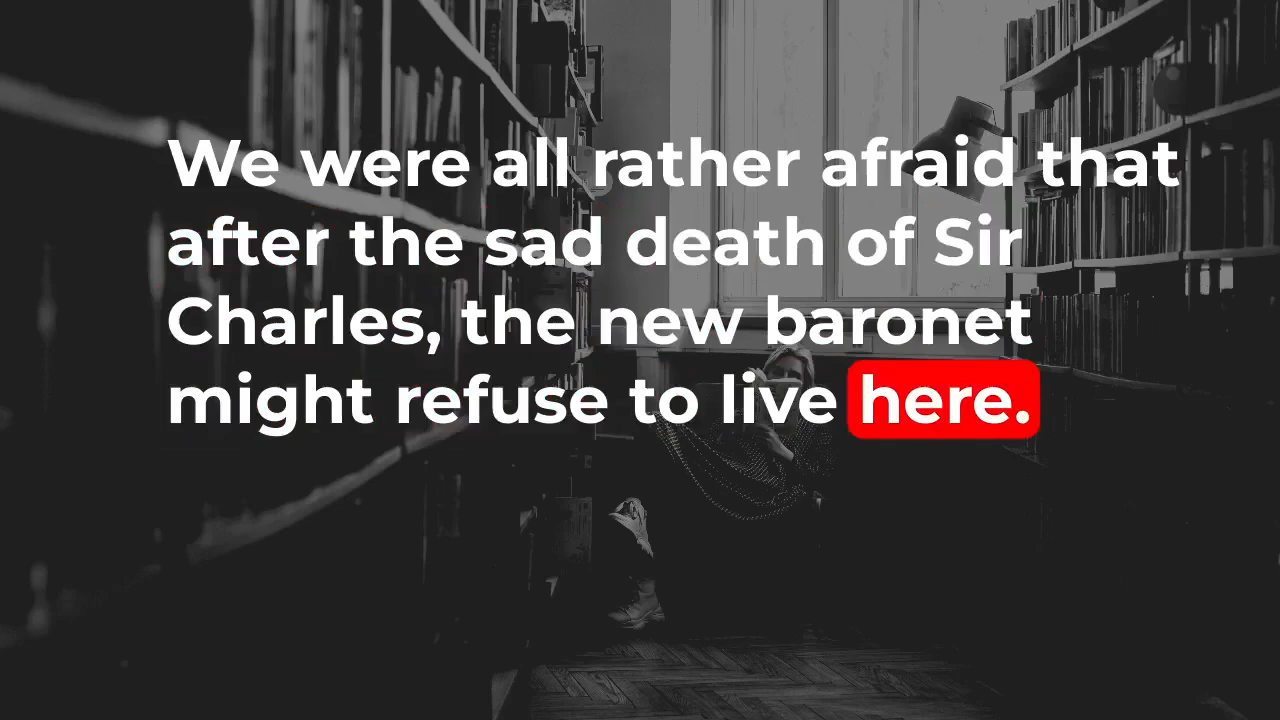 We were all rather afraid that
after the sad death of Sir
Charles, the new baronet
might refuse to live here.